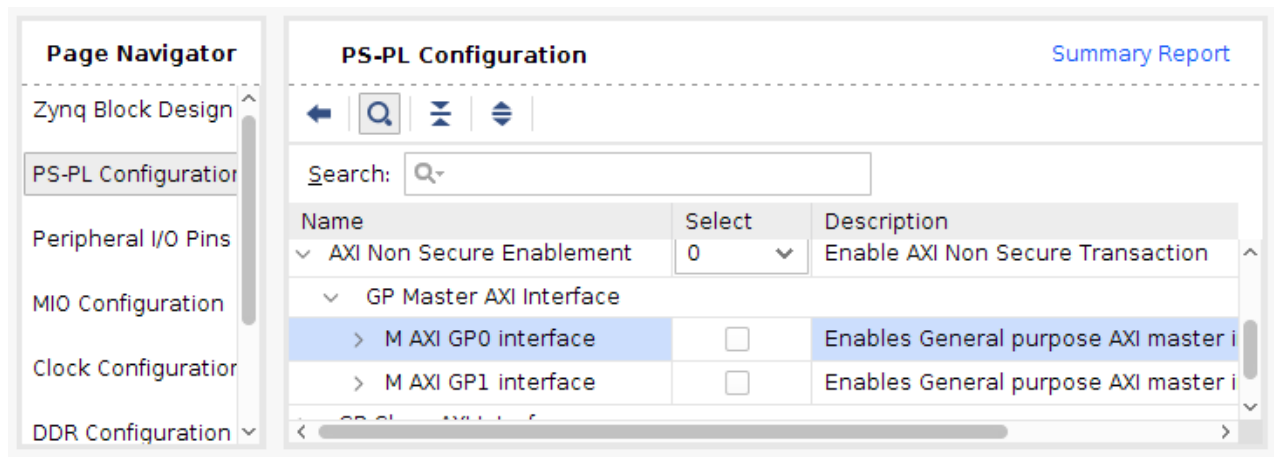 Page Navigator
Zynq Block Design
PS-PL Configuration
Peripheral I/O Pins
MIO Configuration
Clock Configuration
DDR Configuration
PS-PL Configuration
Summary Report
Search:
Name Select Description
AXI Non Secure Enablement 0 Enable AXI Non Secure Transaction
GP Master AXI Interface
M AXI GP0 interface Enables General purpose AXI master i
M AXI GP1 interface Enables General purpose AXI master i